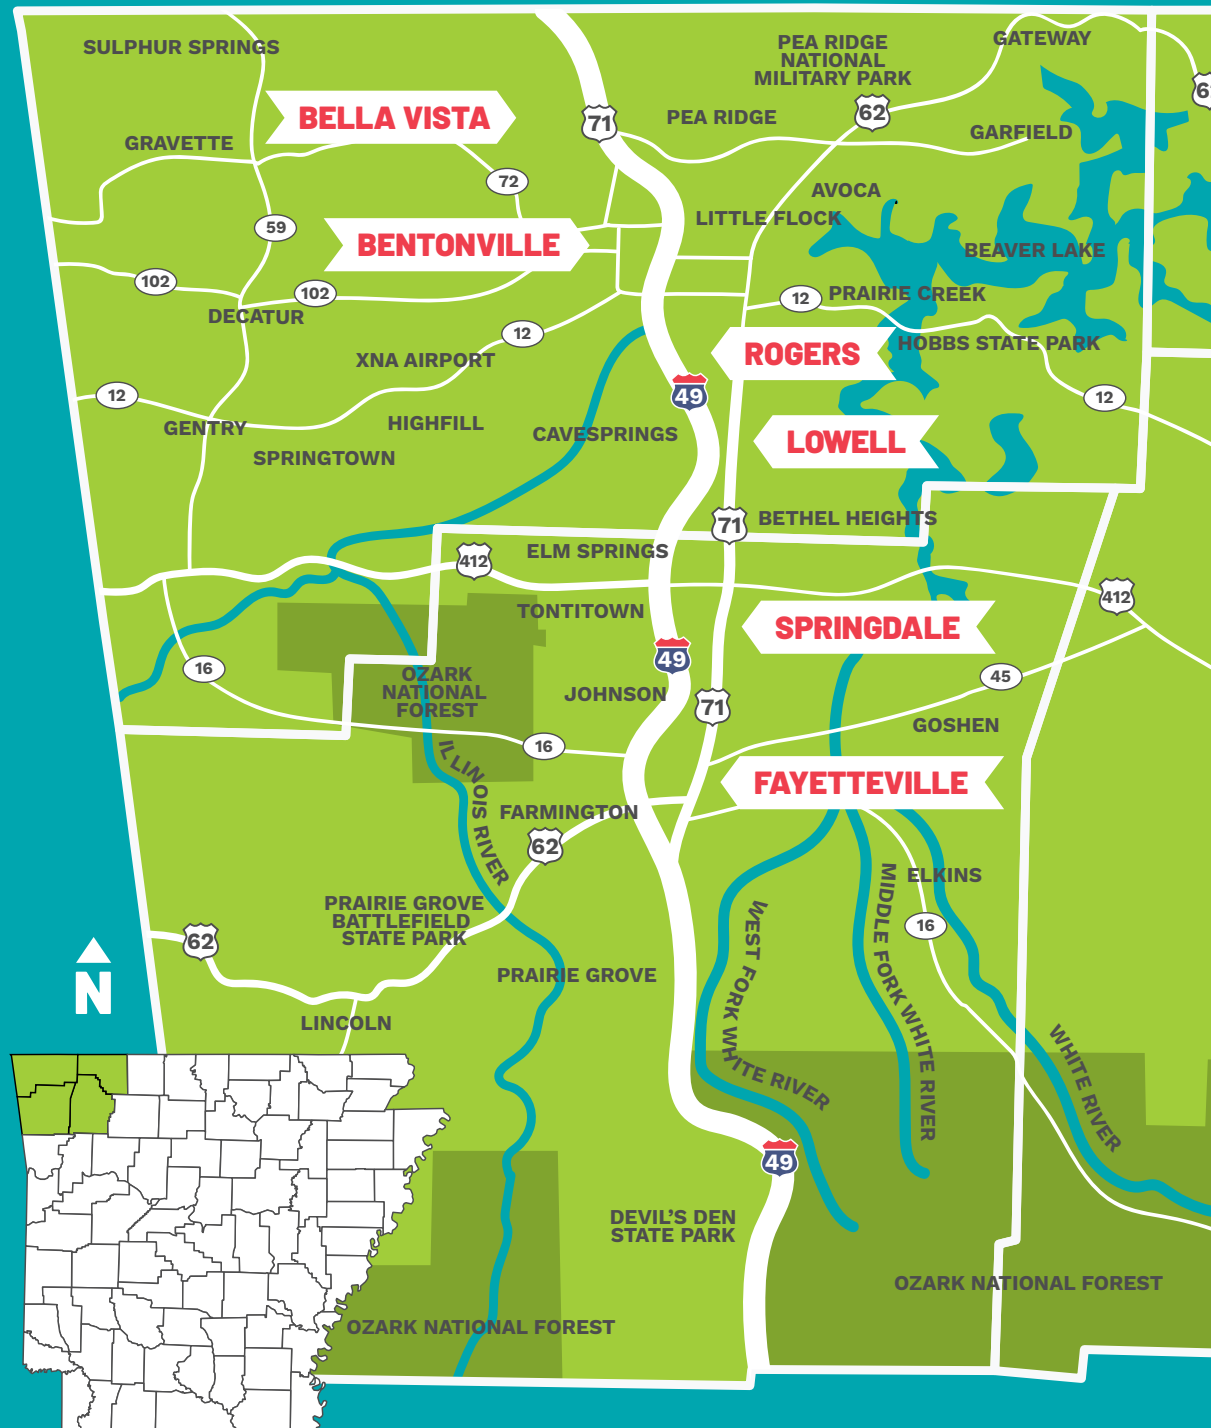 SULPHUR SPRINGS
PEA RIDGE
NATIONAL
MILITARY PARK
GATEWAY
62
BELLA VISTA
71
PEA RIDGE
62
GARFIELD
GRAVETTE
72
AVOCA
LITTLE FLOCK
59
BENTONVILLE
BEAVER LAKE
102
102
12
PRAIRIE CREEK
DECATUR
12
XNA AIRPORT
ROGERS
HOBBS STATE PARK
12
49
12
GENTRY
HIGHFILL
CAVESPRINGS
LOWELL
SPRINGTOWN
71
BETHEL HEIGHTS
412
ELM SPRINGS
412
TONTITOWN
SPRINGDALE
16
49
45
OZARK
NATIONAL
FOREST
JOHNSON
71
GOSHEN
16
ILLINOIS RIVER
FAYETTEVILLE
FARMINGTON
62
ELKINS
PRAIRIE GROVE
BATTLEFIELD
STATE PARK
62
WEST FORK WHITE RIVER
MIDDLE FORK WHITE RIVER
16
N
PRAIRIE GROVE
LINCOLN
WHITE RIVER
49
DEVIL'S DEN
STATE PARK
OZARK NATIONAL FOREST
OZARK NATIONAL FOREST